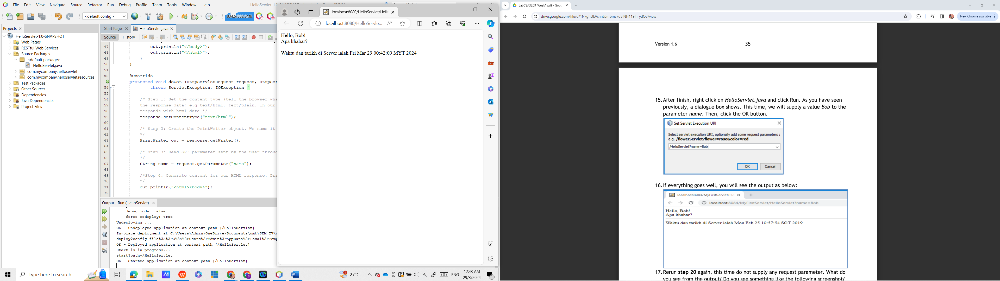 File Edit View Navigate Source Refactor Run Debug Profile Team Tools Window Help
<default config>
834.5/882.0MB
Projects
HelloServlet-1.0-SNAPSHOT
Web Pages
RESTful Web Services
Source Packages
<default package>
HelloServlet.java
com.mycompany.helloservlet
com.mycompany.helloservlet.resources
Test Packages
Other Sources
Dependencies
Java Dependencies
Project Files
Start Page HelloServlet.java
Source History
47 out.println("</body>");
48 out.println("</html>");
49 }
50 }
51
52 @Override
protected void doGet (HttpServletRequest request, HttpSer
54 throws ServletException, IOException {
55
56 /* Step 1: Set the content type (tell the browser wha
57 the response data; e.g text/html, text/plain. In our
58 responds with html data.*/
59 response.setContentType("text/html");
60
61 /* Step 2: Create the PrintWriter object. We name it
62 */
63 PrintWriter out = response.getWriter();
64
65 /* Step 3: Read GET parameter sent by the user throug
66 */
67 String name = request.getParameter("name");
68
69 /*Step 4: Generate content for our HTML response. Pri
70 */
71 out.println("<html><body>");
72
Output - Run (HelloServlet)
debug mode: false
force redeploy: true
Undeploying ...
OK - Undeployed application at context path [/HelloServlet]
In-place deployment at C:\Users\Admin\OneDrive\Documents\umt\SEM IV\
deploy?config=file%3A%2FC%3A%2FUsers%2FAdmin%2FAppData%2FLocal%2FTemp
OK - Deployed application at context path [/HelloServlet]
Start is in progress...
start?path=/HelloServlet
OK - Started application at context path [/HelloServlet]
localhost:8080/HelloServlet/Hello
localhost:8080/HelloServle...
Hello, Bob!
Apa khabar?
Waktu dan tarikh di Server ialah Fri Mar 29 00:42:09 MYT 2024
Type here to search
27°C
ENG
12:43 AM
29/3/2024
LabCSA3209_Week1.pdf - Goog
drive.google.com/file/d/1NxghUEVcnnL0mbms7d8iNH119Ih_ydQ3/view
New Chrome available
Version 1.6 35
15. After finish, right click on HelloServlet.java and click Run. As you have seen
previously, a dialogue box shows. This time, we will supply a value Bob to the
parameter name. Then, click the OK button.
Set Servlet Execution URI
Select servlet execution URI, optionally add some request parameters :
e.g. /flowerServlet?flower=rose&color=red
/HelloServlet?name=Bob
OK Cancel
16. If everything goes well, you will see the output as below:
localhost:8084/MyFirstServlet/He
localhost:8084/MyFirstServlet/HelloServlet?name=Bob
Hello, Bob!
Apa khabar?
Waktu dan tarikh di Server ialah Mon Feb 25 10:57:54 SGT 2019
17. Rerun step 20 again, this time do not supply any request parameter. What do
you see from the output? Do you see something like the following screenshot?